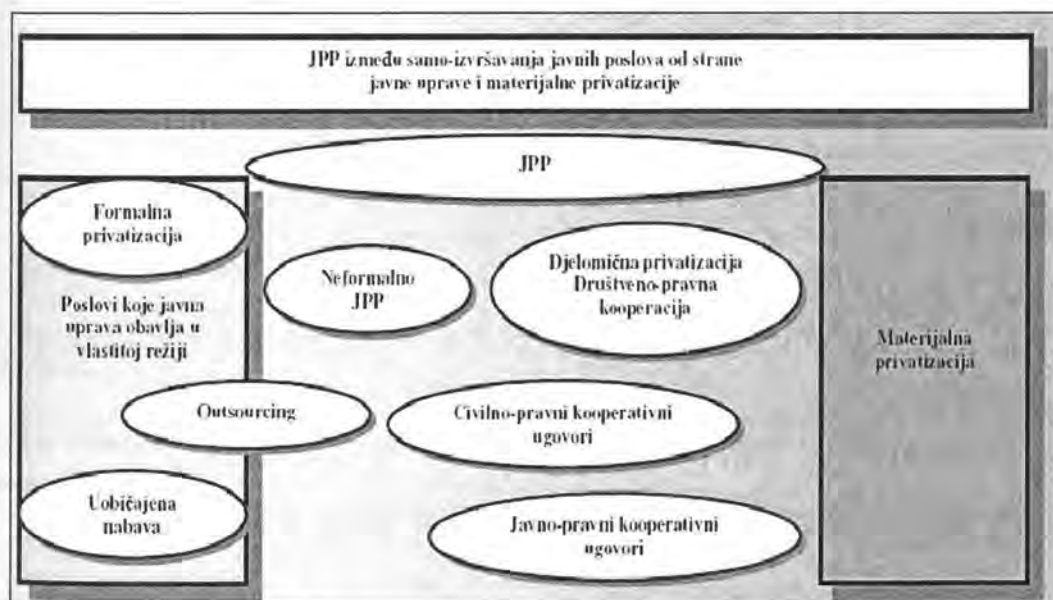 JPP između samo-izvršavanja javnih poslova od strane
javne uprave i materijalne privatizacije
JPP
Formalna
privatizacija
Neformalno
JPP
Djelomična privatizacija
Društveno-pravna
kooperacija
Poslovi koje javna
uprava obavlja u
vlastitoj režiji
Materijalna
privatizacija
Outsourcing
Civilno-pravni kooperativni
ugovori
Uobičajena
nabava
Javno-pravni kooperativni
ugovori